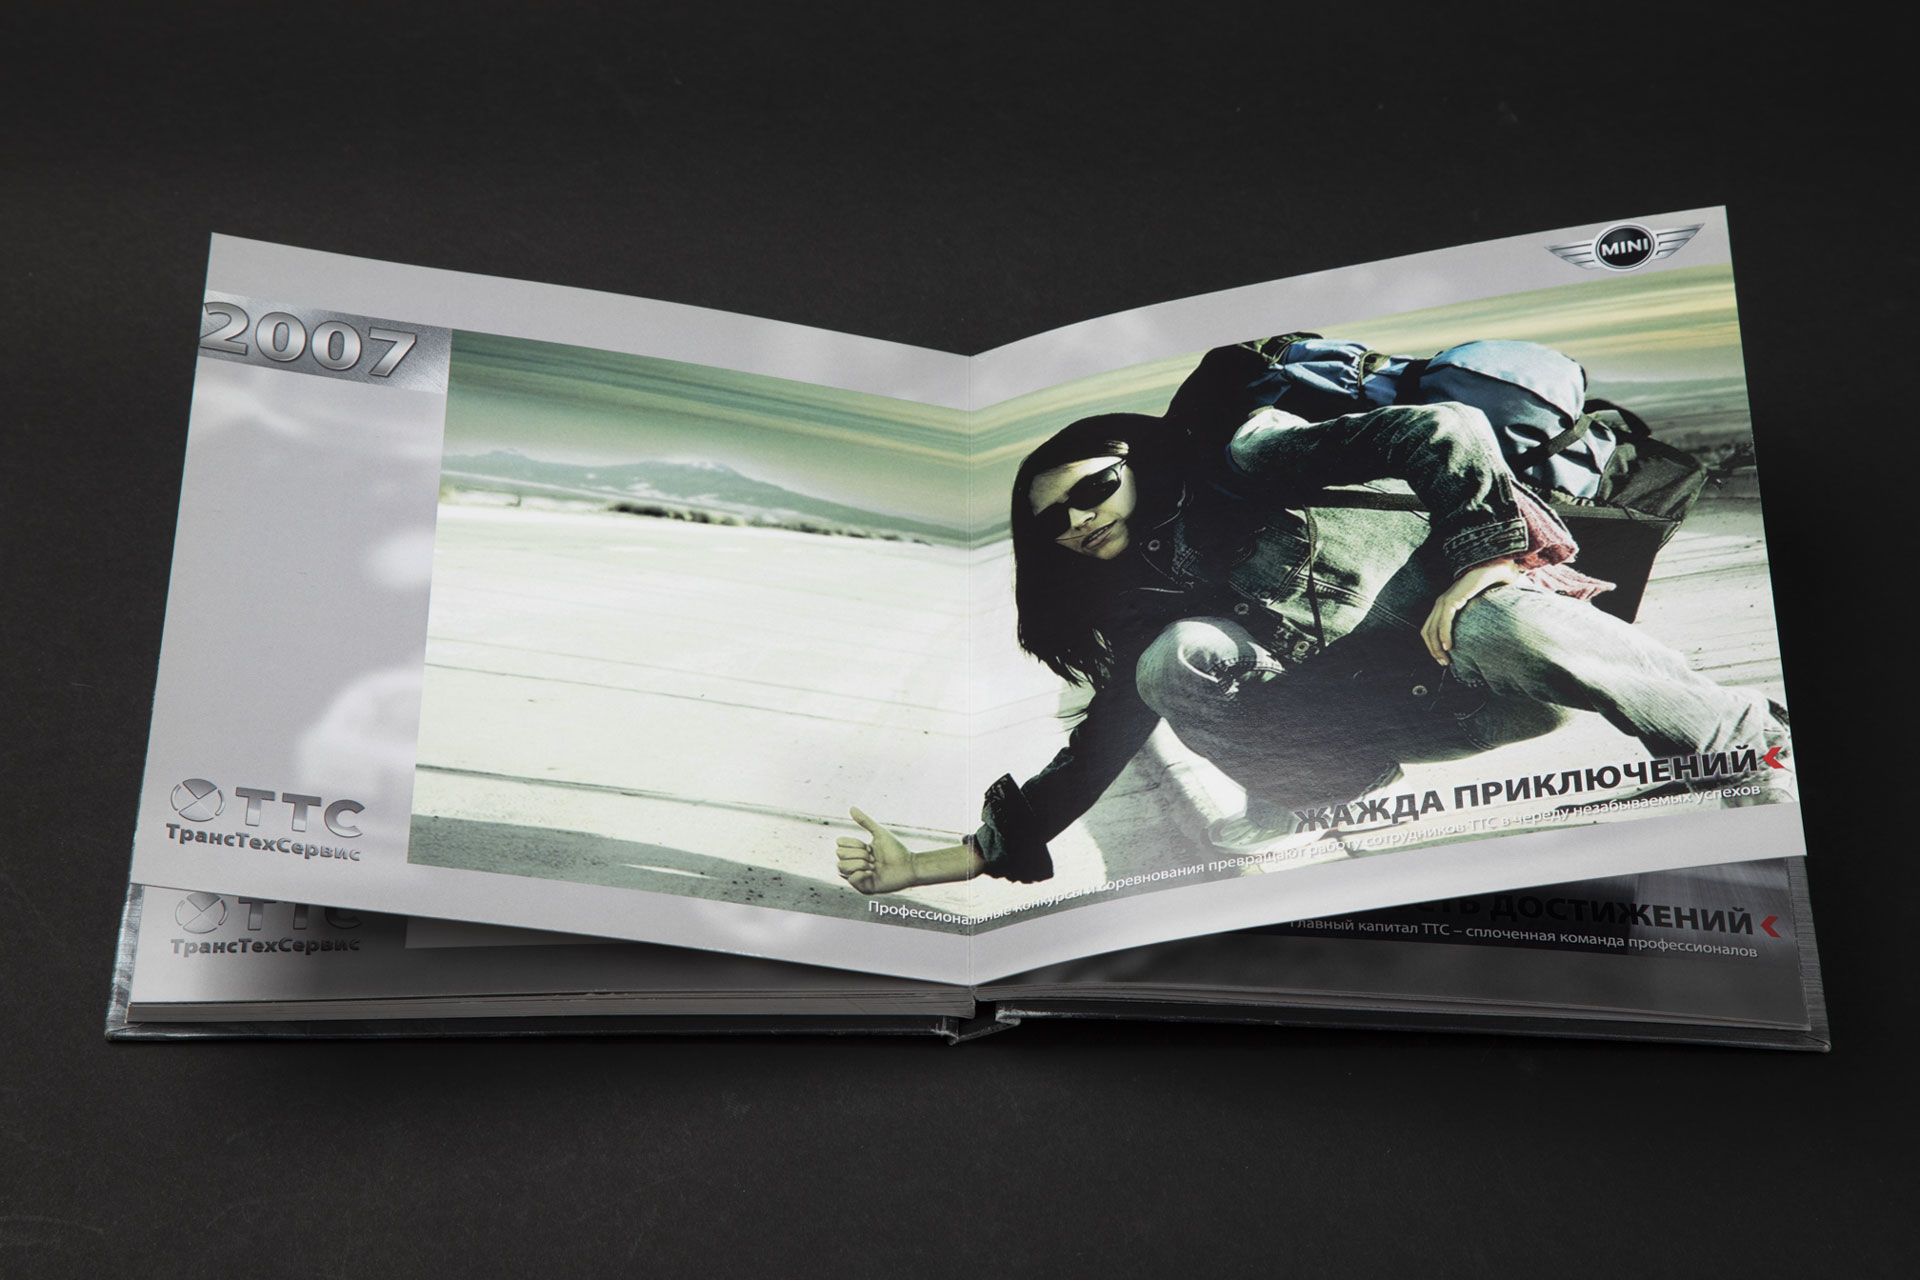 2007
MINI
ЖАЖДА ПРИКЛЮЧЕНИЙ
Профессиональные конкурсы и соревнования превращают работу сотрудников ТТС в череду незабываемых успехов
ТТС
ТрансТехСервис
ТТС
ТрансТехСервис
ДОСТИЖЕНИЙ
Главный капитал ТТС – сплоченная команда профессионалов